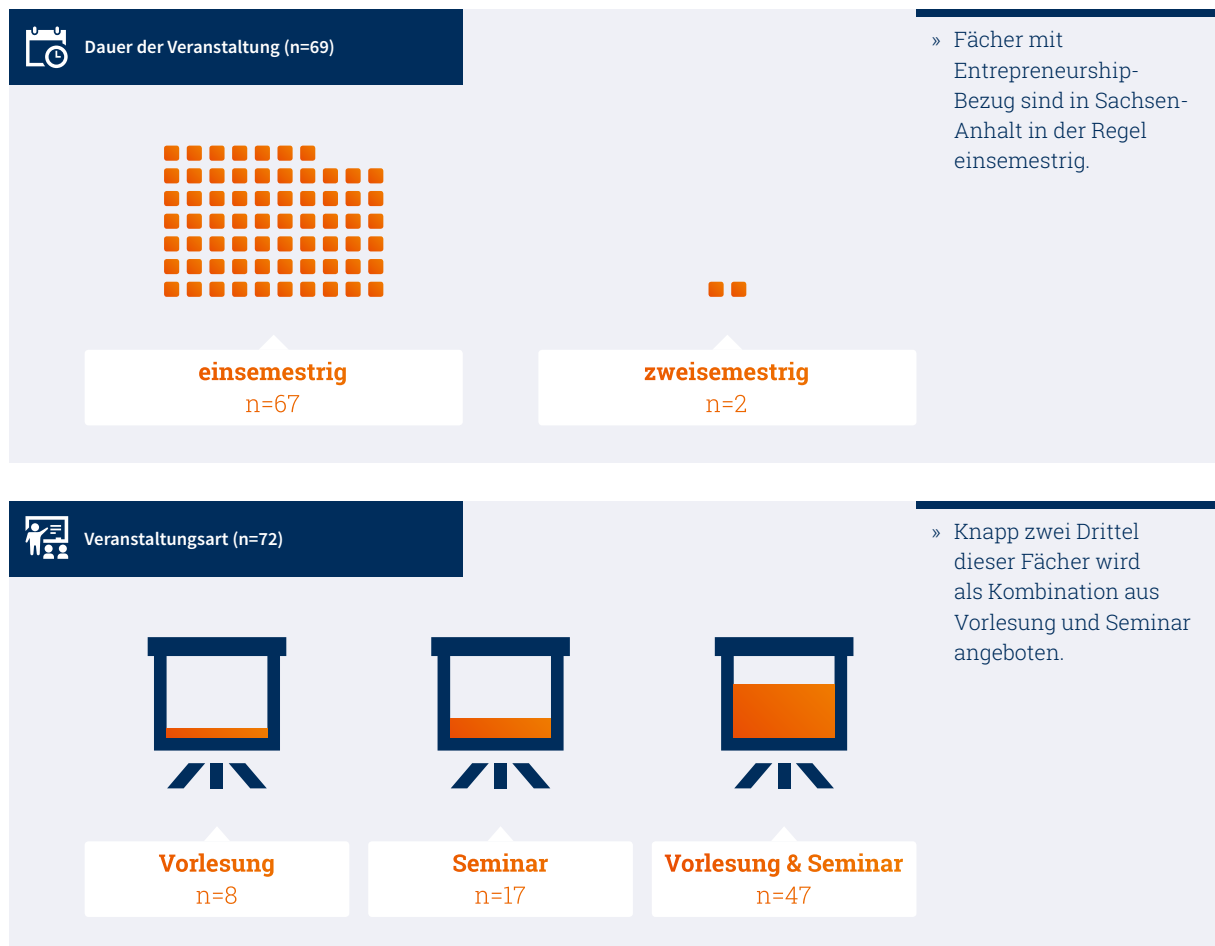 Dauer der Veranstaltung (n=69)
» Fächer mit
Entrepreneurship-
Bezug sind in Sachsen-
Anhalt in der Regel
einsemestrig.
einsemestrig
n=67
zweisemestrig
n=2
Veranstaltungsart (n=72)
» Knapp zwei Drittel
dieser Fächer wird
als Kombination aus
Vorlesung und Seminar
angeboten.
Vorlesung
n=8
Seminar
n=17
Vorlesung & Seminar
n=47